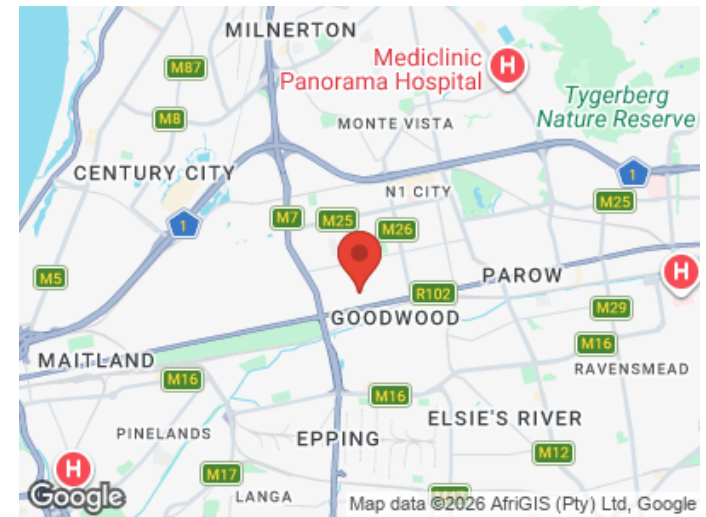 MILNERTON
M87
Mediclinic
Panorama Hospital
H
M8
MONTE VISTA
Tygerberg
Nature Reserve
CENTURY CITY
1
N1 CITY
M25
1
M7
M25
M26
M5
R102
PAROW
H
GOODWOOD
M29
M16
MAITLAND
M16
RAVENSMEAD
M16
PINELANDS
EPPING
ELSIE'S RIVER
H
M17
M12
LANGA
Google
Map data ©2026 AfriGIS (Pty) Ltd, Google